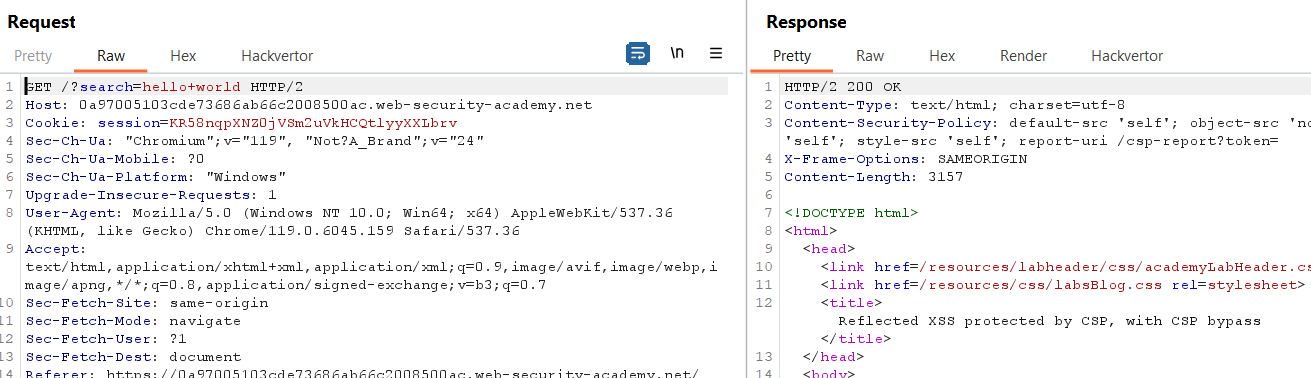 Request
Pretty Raw Hex Hackvertor \n
1 GET /?search=hello+world HTTP/2
2 Host: 0a97005103cde73686ab66c2008500ac.web-security-academy.net
3 Cookie: session=KR58nqpXNZ0jVSm2uVkHCQtlyyXXLbrv
4 Sec-Ch-Ua: "Chromium";v="119", "Not?A_Brand";v="24"
5 Sec-Ch-Ua-Mobile: ?0
6 Sec-Ch-Ua-Platform: "Windows"
7 Upgrade-Insecure-Requests: 1
8 User-Agent: Mozilla/5.0 (Windows NT 10.0; Win64; x64) AppleWebKit/537.36
(KHTML, like Gecko) Chrome/119.0.6045.159 Safari/537.36
9 Accept:
text/html,application/xhtml+xml,application/xml;q=0.9,image/avif,image/webp,i
mage/apng,*/*;q=0.8,application/signed-exchange;v=b3;q=0.7
10 Sec-Fetch-Site: same-origin
11 Sec-Fetch-Mode: navigate
12 Sec-Fetch-User: ?1
13 Sec-Fetch-Dest: document
14 Referer: https://0a97005103cde73686ab66c2008500ac.web-security-academy.net/
Response
Pretty Raw Hex Render Hackvertor
1 HTTP/2 200 OK
2 Content-Type: text/html; charset=utf-8
3 Content-Security-Policy: default-src 'self'; object-src 'no
'self'; style-src 'self'; report-uri /csp-report?token=
4 X-Frame-Options: SAMEORIGIN
5 Content-Length: 3157
6
7 <!DOCTYPE html>
8 <html>
9 <head>
10 <link href=/resources/labheader/css/academyLabHeader.cs
11 <link href=/resources/css/labsBlog.css rel=stylesheet>
12 <title>
Reflected XSS protected by CSP, with CSP bypass
</title>
13 </head>
14 <body>